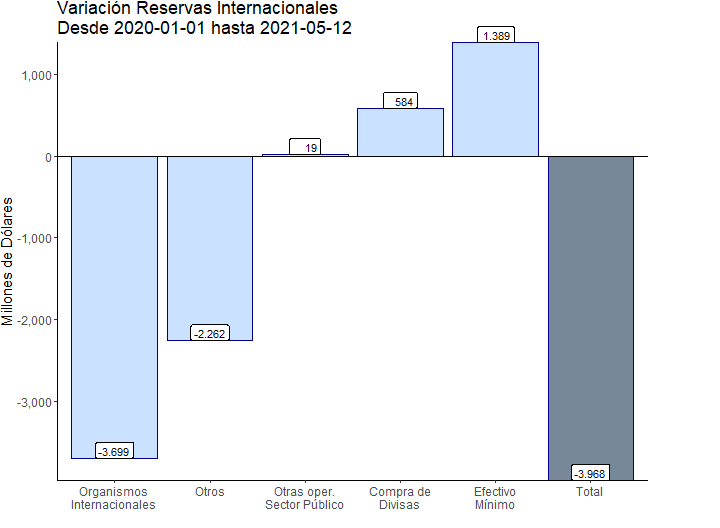 Variación Reservas Internacionales
Desde 2020-01-01 hasta 2021-05-12
Millones de Dólares
1,000
0
-1,000
-2,000
-3,000
-3.699
-2.262
19
584
1.389
-3.968
Organismos
Internacionales
Otros
Otras oper.
Sector Público
Compra de
Divisas
Efectivo
Mínimo
Total